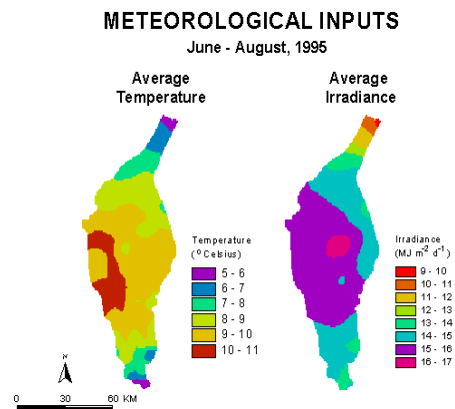 METEOROLOGICAL INPUTS
June - August, 1995
Average
Temperature
Average
Irradiance
Temperature
(°Celsius)
5 - 6
6 - 7
7 - 8
8 - 9
9 - 10
10 - 11
Irradiance
(MJ m⁻² d⁻¹)
9 - 10
10 - 11
11 - 12
12 - 13
13 - 14
14 - 15
15 - 16
16 - 17
N
0 30 60 KM